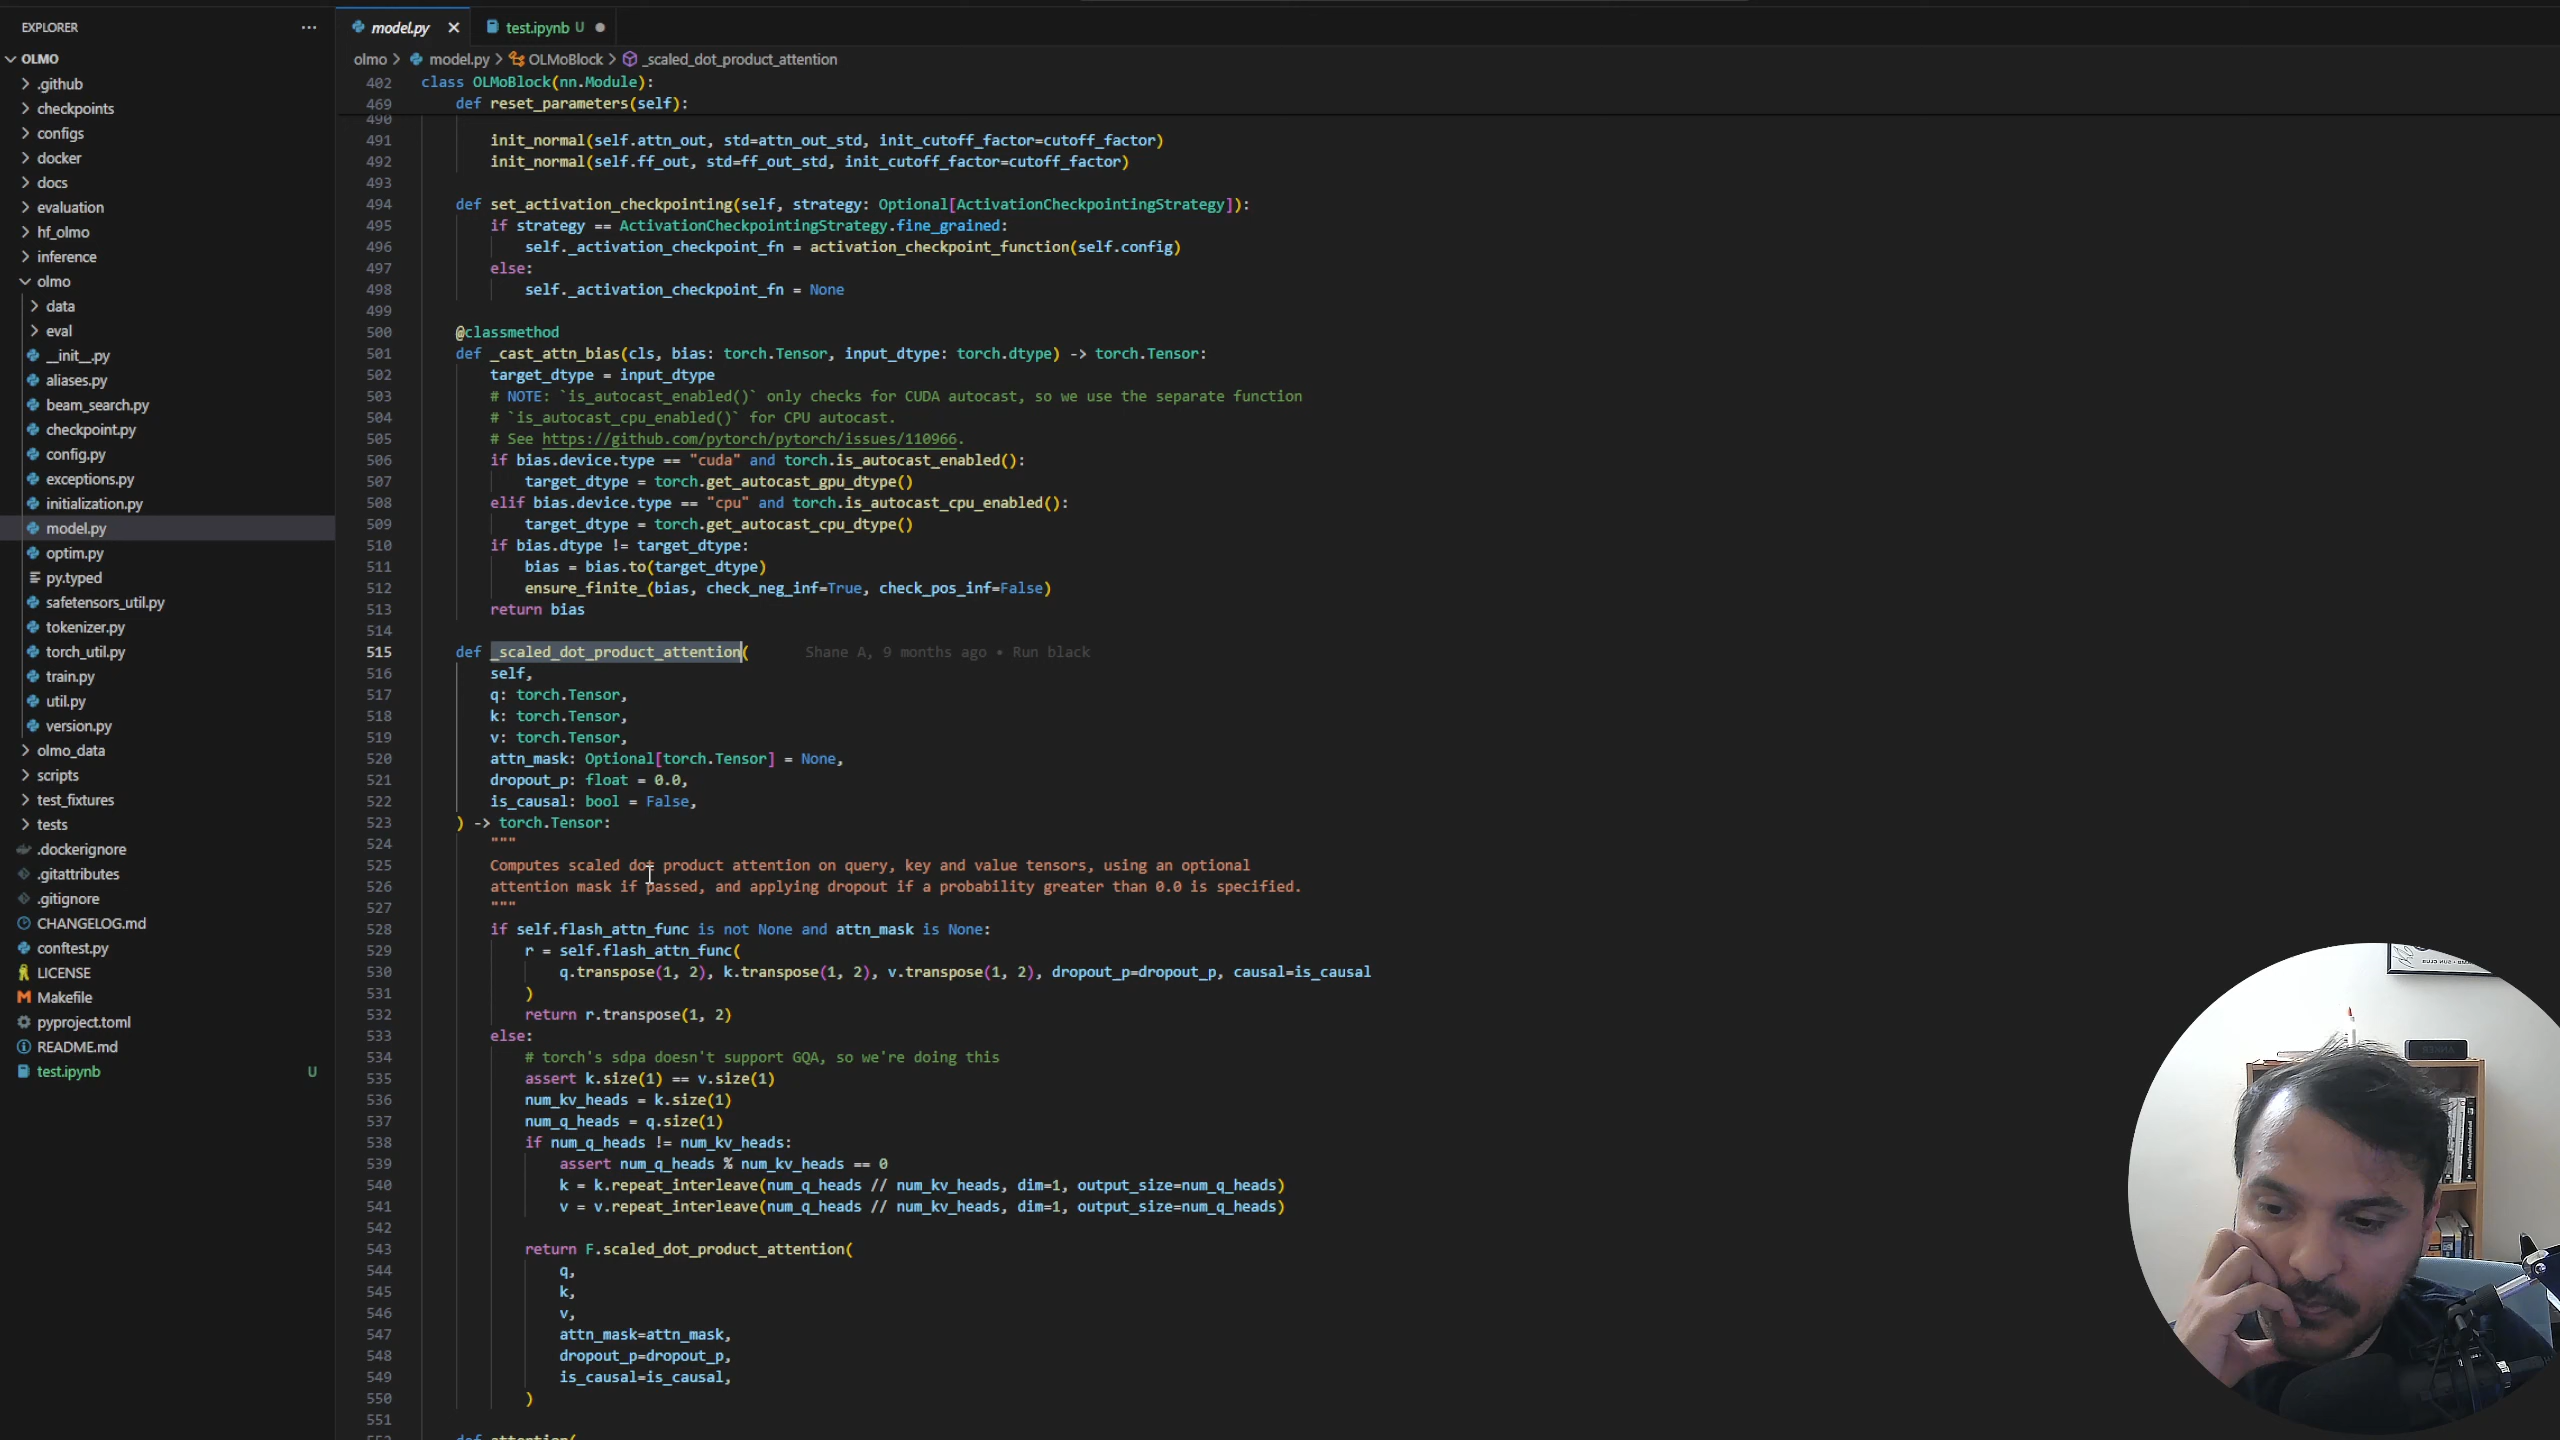 EXPLORER
OLMO
.github
checkpoints
configs
docker
docs
evaluation
hf_olmo
inference
olmo
data
eval
__init__.py
aliases.py
beam_search.py
checkpoint.py
config.py
exceptions.py
initialization.py
model.py
optim.py
py.typed
safetensors_util.py
tokenizer.py
torch_util.py
train.py
util.py
version.py
olmo_data
scripts
test_fixtures
tests
.dockerignore
.gitattributes
.gitignore
CHANGELOG.md
conftest.py
LICENSE
Makefile
pyproject.toml
README.md
test.ipynb U
model.py
test.ipynb U
olmo > model.py > OLMoBlock > _scaled_dot_product_attention
402 class OLMoBlock(nn.Module):
469 def reset_parameters(self):
490
491 init_normal(self.attn_out, std=attn_out_std, init_cutoff_factor=cutoff_factor)
492 init_normal(self.ff_out, std=ff_out_std, init_cutoff_factor=cutoff_factor)
493
494 def set_activation_checkpointing(self, strategy: Optional[ActivationCheckpointingStrategy]):
495 if strategy == ActivationCheckpointingStrategy.fine_grained:
496 self._activation_checkpoint_fn = activation_checkpoint_function(self.config)
497 else:
498 self._activation_checkpoint_fn = None
499
500 @classmethod
501 def _cast_attn_bias(cls, bias: torch.Tensor, input_dtype: torch.dtype) -> torch.Tensor:
502 target_dtype = input_dtype
503 # NOTE: `is_autocast_enabled()` only checks for CUDA autocast, so we use the separate function
504 # `is_autocast_cpu_enabled()` for CPU autocast.
505 # See https://github.com/pytorch/pytorch/issues/110966.
506 if bias.device.type == "cuda" and torch.is_autocast_enabled():
507 target_dtype = torch.get_autocast_gpu_dtype()
508 elif bias.device.type == "cpu" and torch.is_autocast_cpu_enabled():
509 target_dtype = torch.get_autocast_cpu_dtype()
510 if bias.dtype != target_dtype:
511 bias = bias.to(target_dtype)
512 ensure_finite_(bias, check_neg_inf=True, check_pos_inf=False)
513 return bias
514
515 def _scaled_dot_product_attention( Shane A, 9 months ago • Run black
516 self,
517 q: torch.Tensor,
518 k: torch.Tensor,
519 v: torch.Tensor,
520 attn_mask: Optional[torch.Tensor] = None,
521 dropout_p: float = 0.0,
522 is_causal: bool = False,
523 ) -> torch.Tensor:
524 """
525 Computes scaled dot product attention on query, key and value tensors, using an optional
526 attention mask if passed, and applying dropout if a probability greater than 0.0 is specified.
527 """
528 if self.flash_attn_func is not None and attn_mask is None:
529 r = self.flash_attn_func(
530 q.transpose(1, 2), k.transpose(1, 2), v.transpose(1, 2), dropout_p=dropout_p, causal=is_causal
531 )
532 return r.transpose(1, 2)
533 else:
534 # torch's sdpa doesn't support GQA, so we're doing this
535 assert k.size(1) == v.size(1)
536 num_kv_heads = k.size(1)
537 num_q_heads = q.size(1)
538 if num_q_heads != num_kv_heads:
539 assert num_q_heads % num_kv_heads == 0
540 k = k.repeat_interleave(num_q_heads // num_kv_heads, dim=1, output_size=num_q_heads)
541 v = v.repeat_interleave(num_q_heads // num_kv_heads, dim=1, output_size=num_q_heads)
542
543 return F.scaled_dot_product_attention(
544 q,
545 k,
546 v,
547 attn_mask=attn_mask,
548 dropout_p=dropout_p,
549 is_causal=is_causal,
550 )
551